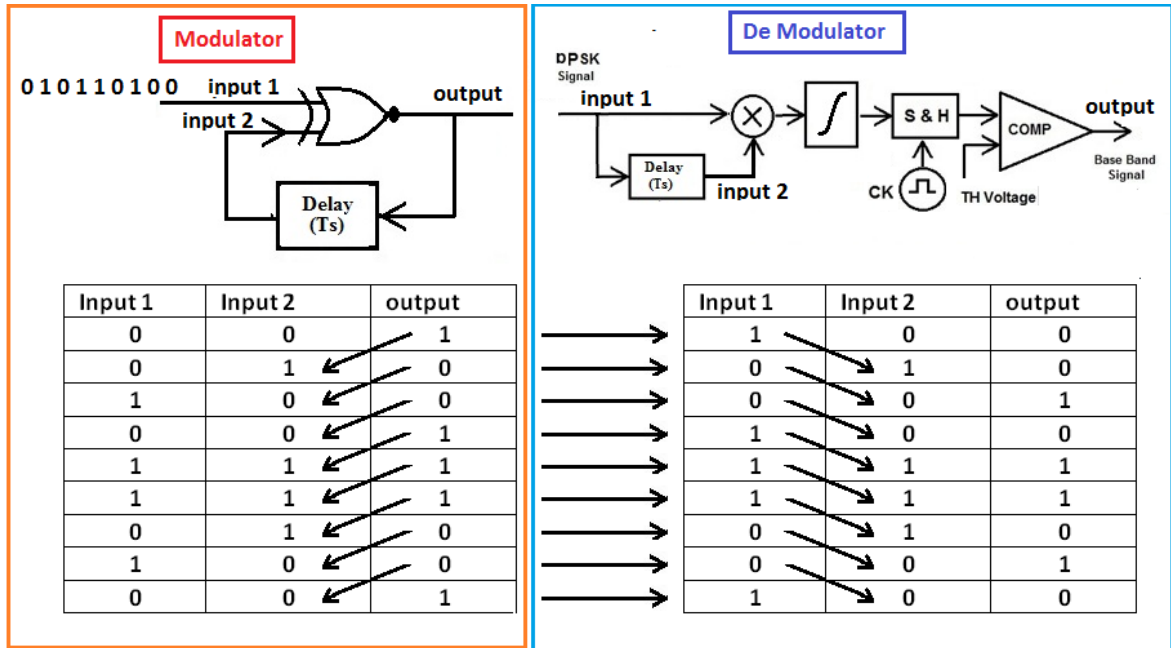 Modulator
0 1 0 1 1 0 1 0 0 input 1
input 2
output
Delay
(Ts)
Input 1 Input 2 output
0 0 1
0 1 0
1 0 0
0 0 1
1 1 1
1 1 1
0 1 0
1 0 0
0 0 1
De Modulator
DPSK
Signal
input 1
Delay
(Ts)
input 2
∫
S & H
CK
COMP
TH Voltage
output
Base Band
Signal
Input 1 Input 2 output
1 0 0
0 1 0
0 0 1
1 0 0
1 1 1
1 1 1
0 1 0
0 0 1
1 0 0